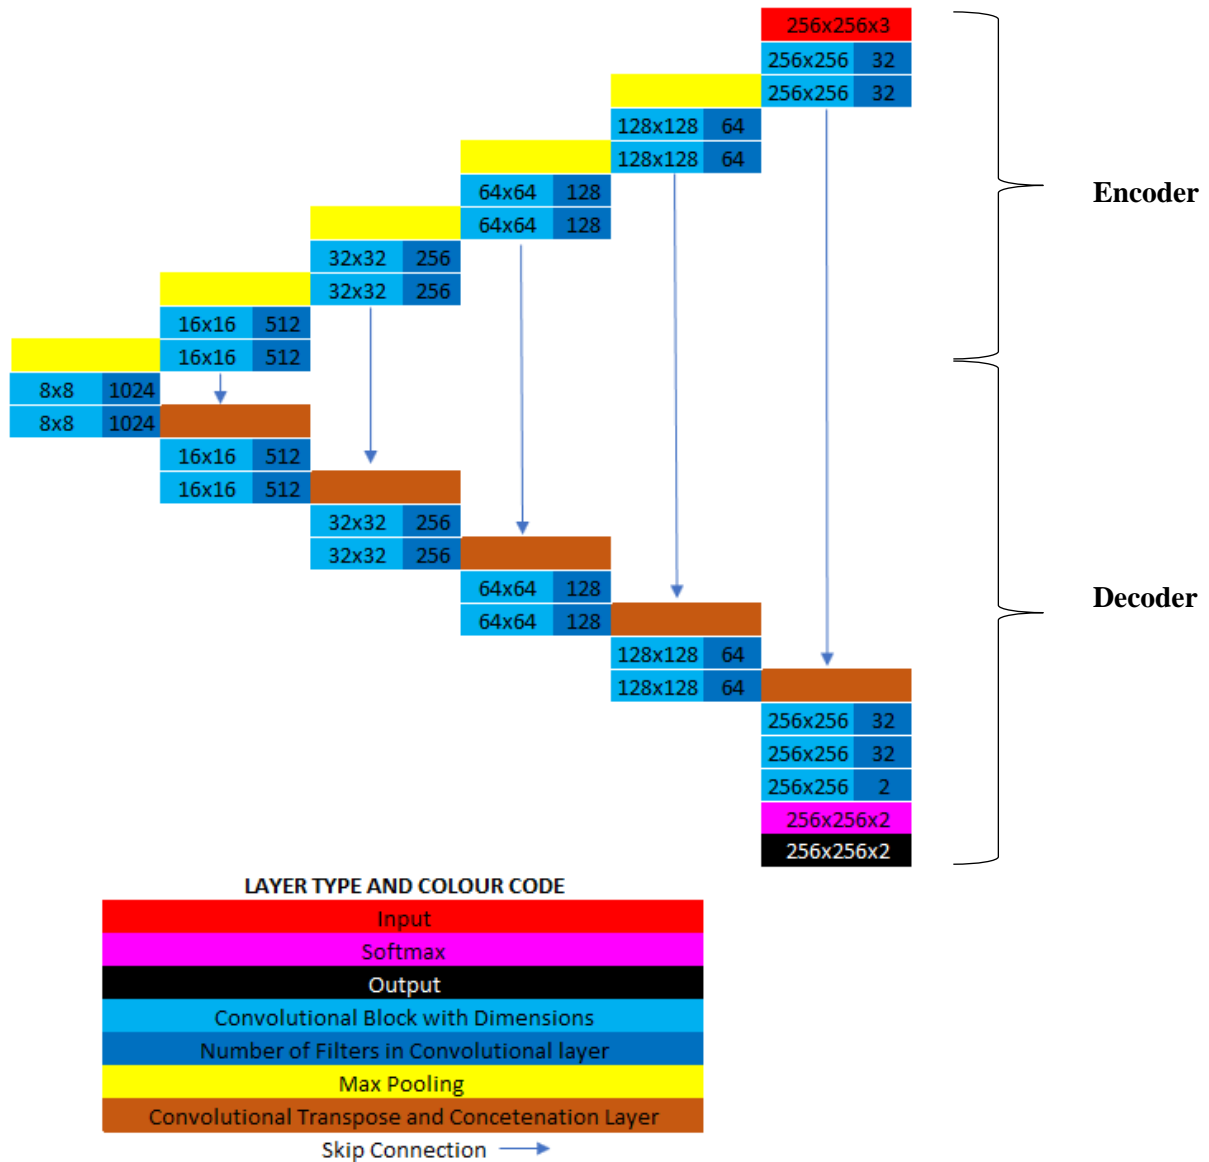 256x256x3
256x256 32
256x256 32
128x128 64
128x128 64
64x64 128
64x64 128
Encoder
32x32 256
32x32 256
16x16 512
16x16 512
8x8 1024
8x8 1024
16x16 512
16x16 512
32x32 256
32x32 256
64x64 128
64x64 128
Decoder
128x128 64
128x128 64
256x256 32
256x256 32
256x256 2
256x256x2
256x256x2
LAYER TYPE AND COLOUR CODE
Input
Softmax
Output
Convolutional Block with Dimensions
Number of Filters in Convolutional layer
Max Pooling
Convolutional Transpose and Concetenation Layer
Skip Connection